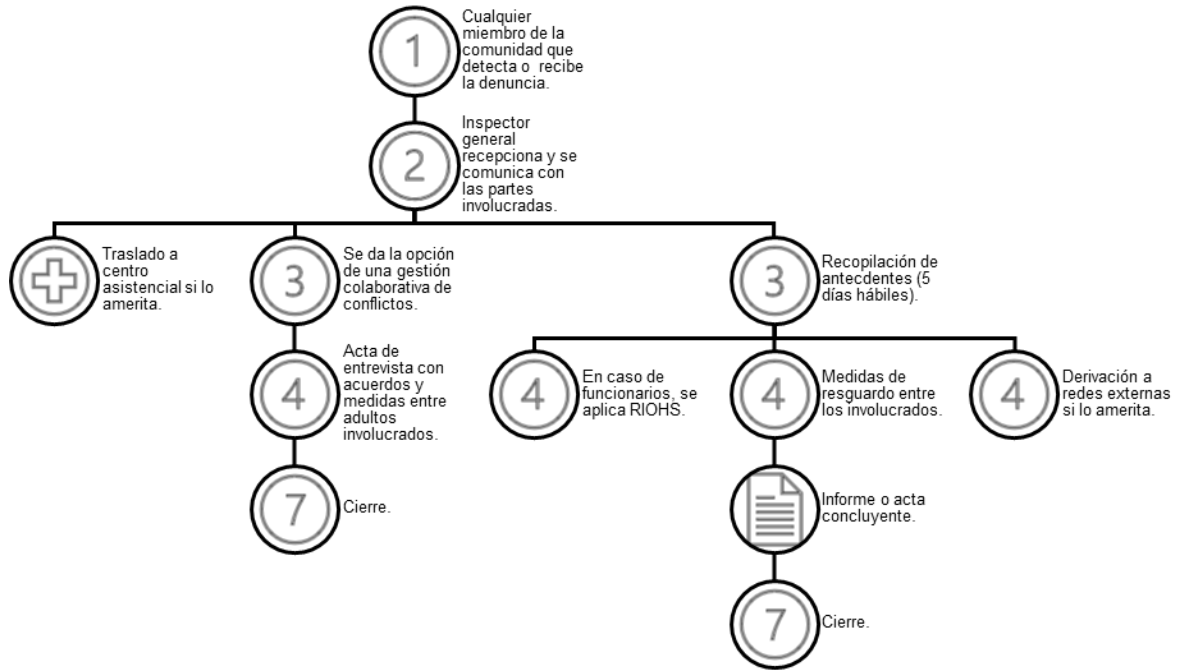 1
Cualquier
miembro de la
comunidad que
detecta o recibe
la denuncia.
2
Inspector
general
recepciona y se
comunica con
las partes
involucradas.
Traslado a
centro
asistencial si lo
amerita.
3
Se da la opción
de una gestión
colaborativa de
conflictos.
3
Recopilación de
antecdentes (5
días hábiles).
4
Acta de
entrevista con
acuerdos y
medidas entre
adultos
involucrados.
4
En caso de
funcionarios, se
aplica RIOHS.
4
Medidas de
resguardo entre
los involucrados.
4
Derivación a
redes externas
si lo amerita.
7
Cierre.
Informe o acta
concluyente.
7
Cierre.